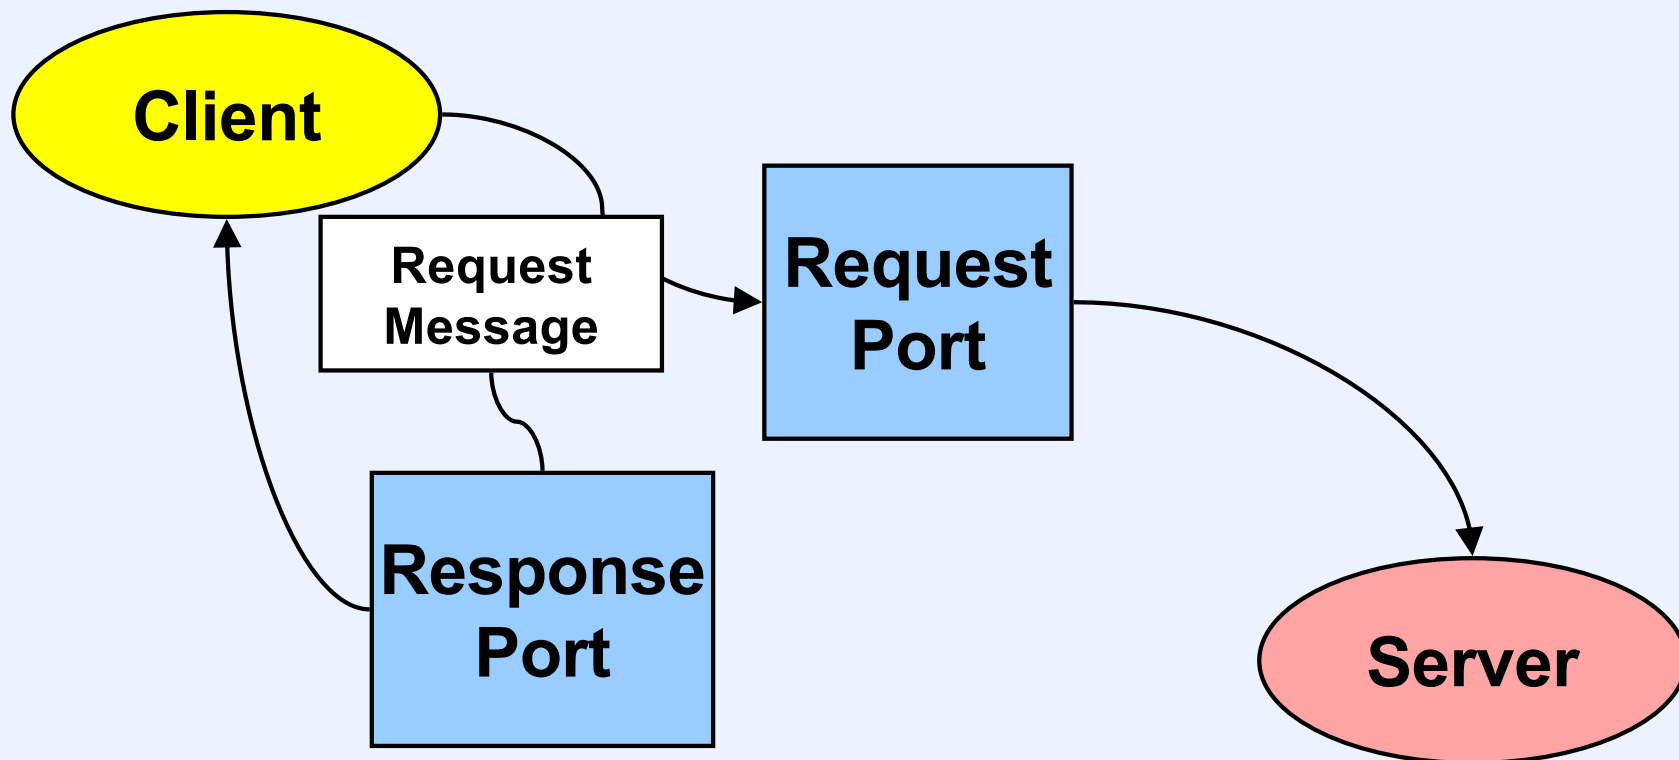 Client
Request
Message
Request
Port
Response
Port
Server